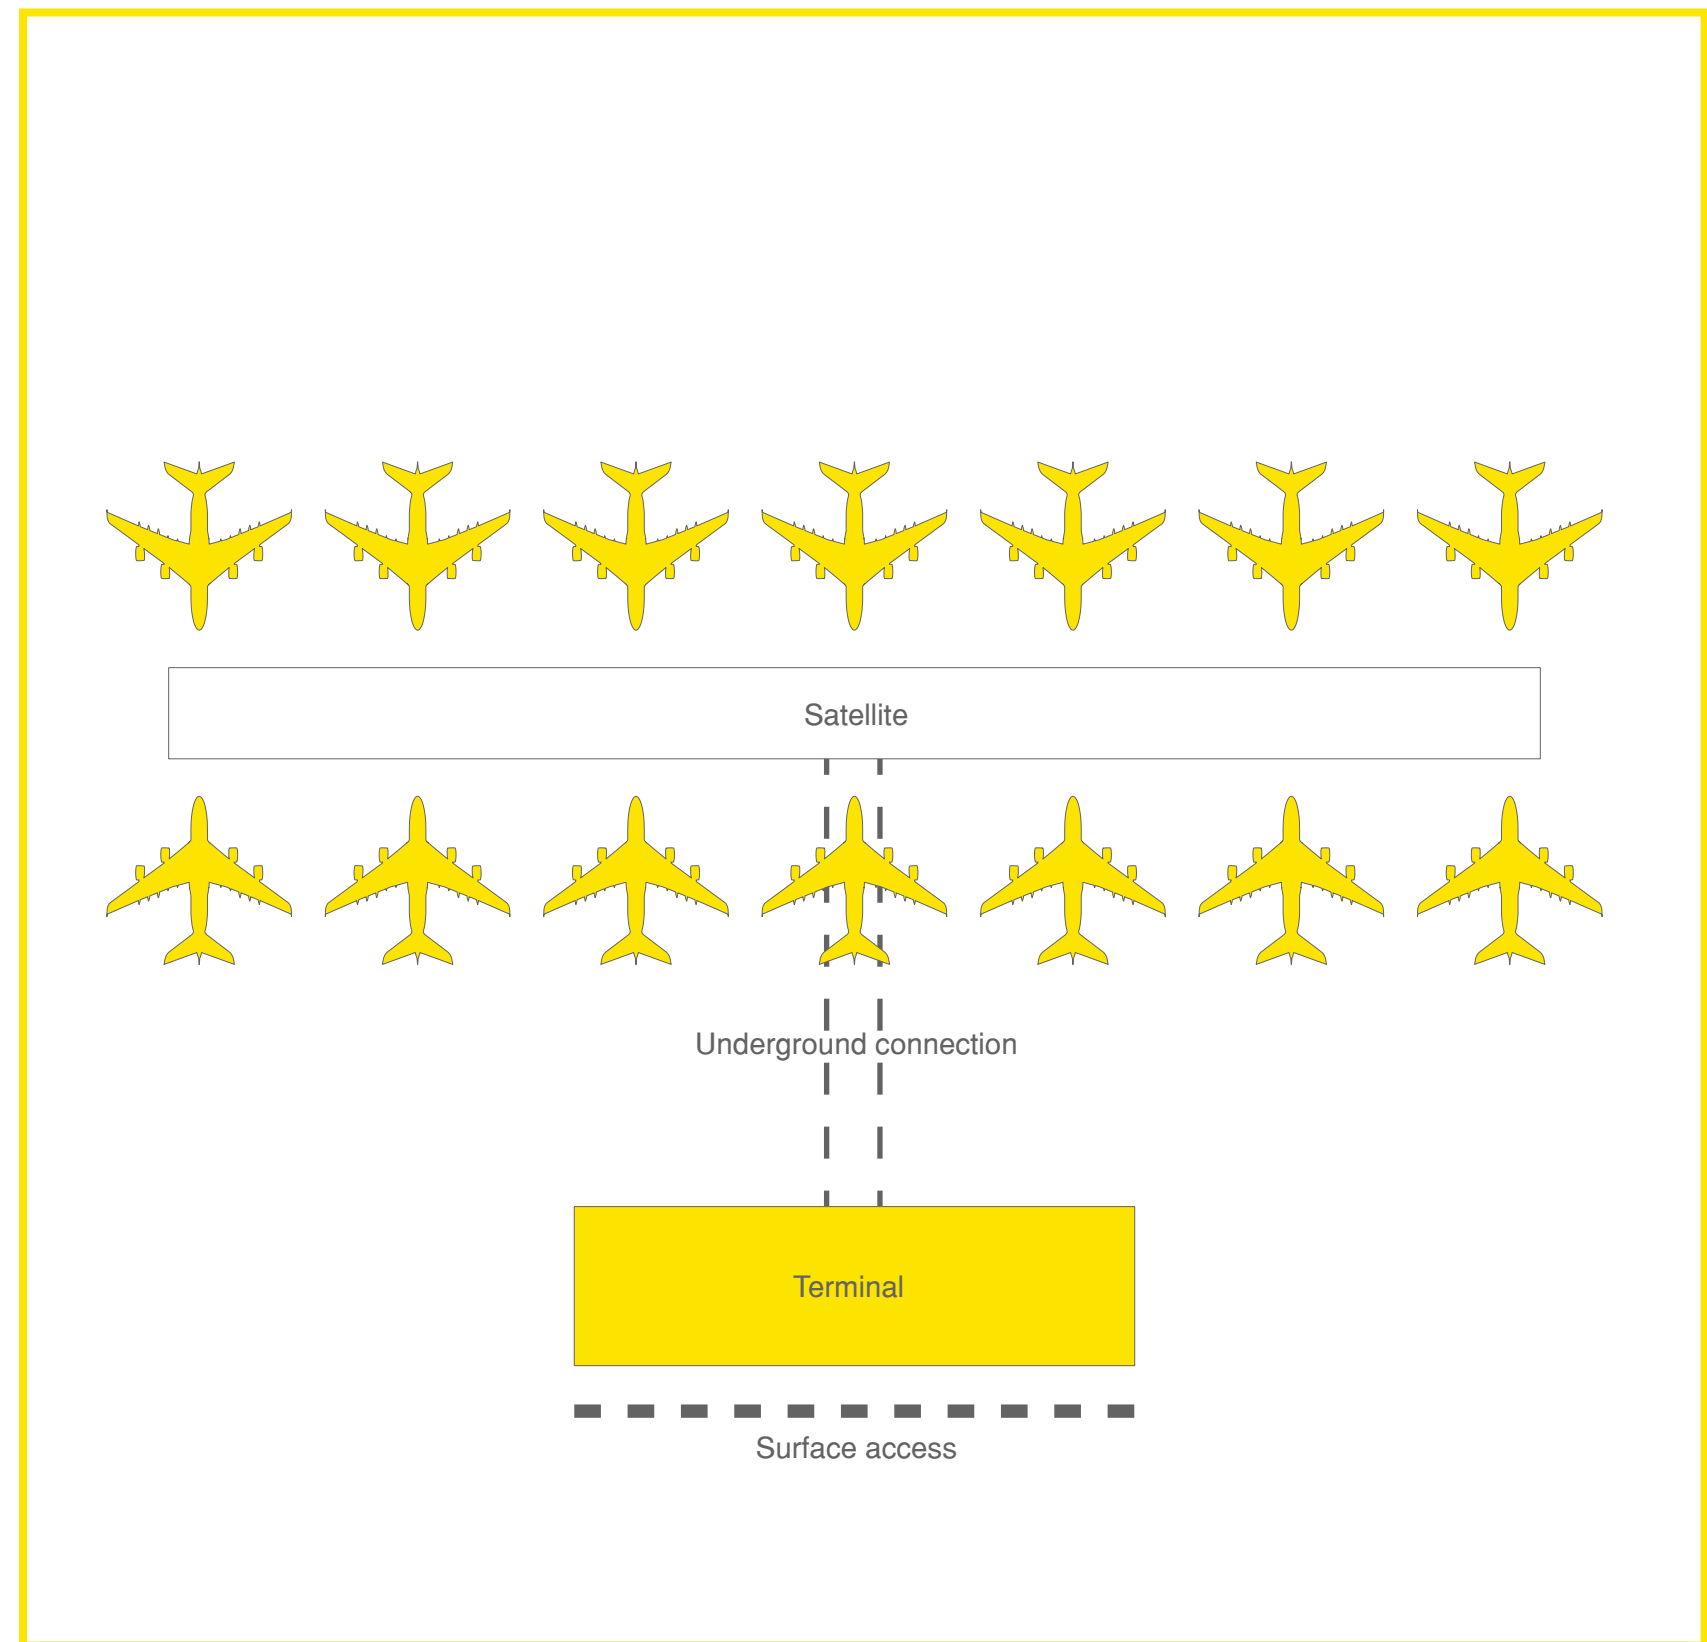 Satellite
Underground connection
Terminal
Surface access